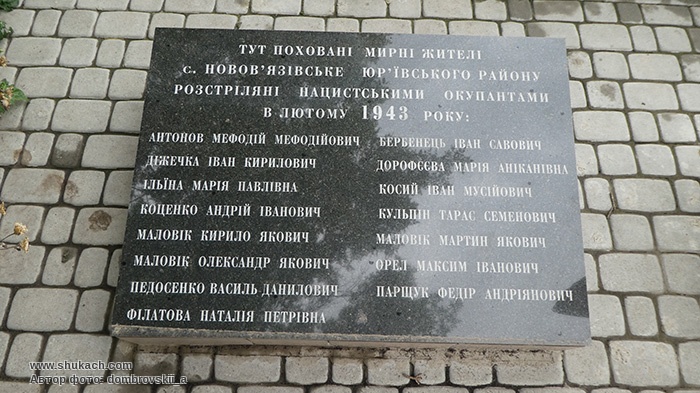 ТУТ ПОХОВАНІ МИРНІ ЖИТЕЛІ
с. НОВОВ'ЯЗІВСЬКЕ ЮР'ЇВСЬКОГО РАЙОНУ
РОЗСТРІЛЯНІ НАЦИСТСЬКИМИ ОКУПАНТАМИ
В ЛЮТОМУ 1943 РОКУ:
АНТОНОВ МЕФОДІЙ МЕФОДІЙОВИЧ
ДІЖЕЧКА ІВАН КИРИЛОВИЧ
ІЛЬЇНА МАРІЯ ПАВЛІВНА
КОЦЕНКО АНДРІЙ ІВАНОВИЧ
МАЛОВІК КИРИЛО ЯКОВИЧ
МАЛОВІК ОЛЕКСАНДР ЯКОВИЧ
ПЕДОСЕНКО ВАСИЛЬ ДАНИЛОВИЧ
ФІЛАТОВА НАТАЛІЯ ПЕТРІВНА
БЕРБЕНЕЦЬ ІВАН САВОВИЧ
ДОРОФЄЄВА МАРІЯ АНІКАНІВНА
КОСИЙ ІВАН МУСІЙОВИЧ
КУЛЬПІН ТАРАС СЕМЕНОВИЧ
МАЛОВІК МАРТИН ЯКОВИЧ
ОРЕЛ МАКСИМ ІВАНОВИЧ
ПАРЩУК ФЕДІР АНДРІЯНОВИЧ
www.shukach.com
Автор фото- dombrovskii_a